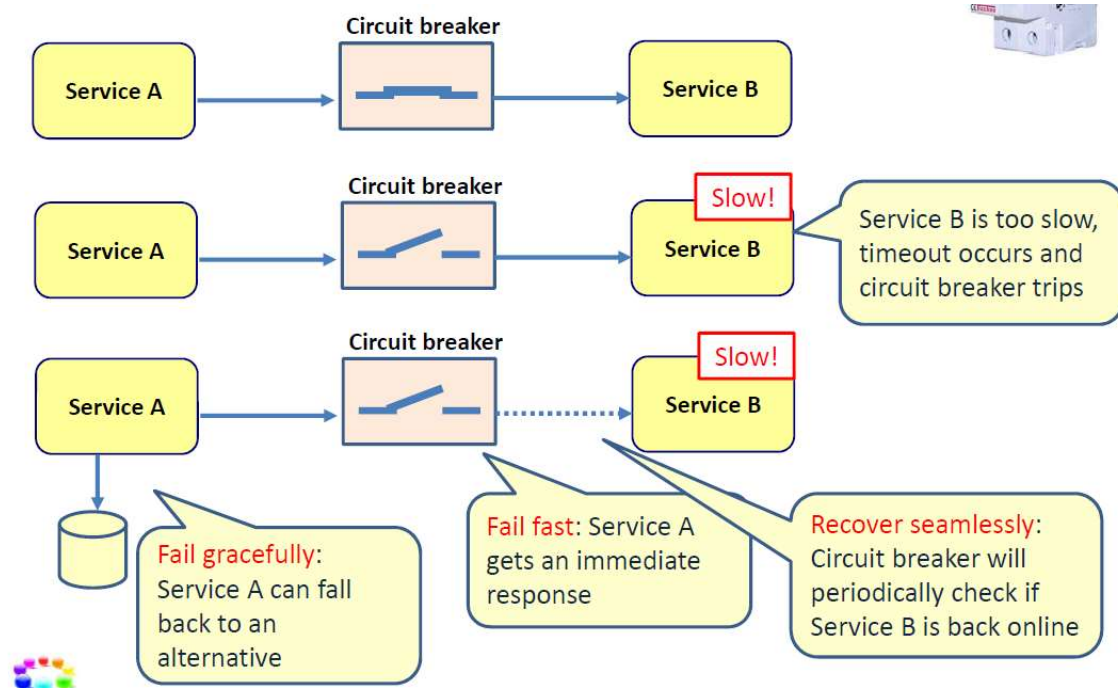 Circuit breaker
Service A
Service B
Circuit breaker
Slow!
Service A
Service B
Service B is too slow,
timeout occurs and
circuit breaker trips
Circuit breaker
Slow!
Service A
Service B
Fail gracefully:
Service A can fall
back to an
alternative
Fail fast: Service A
gets an immediate
response
Recover seamlessly:
Circuit breaker will
periodically check if
Service B is back online